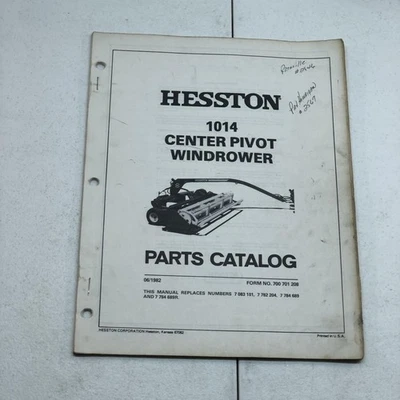 HESSTON
1014
CENTER PIVOT
WINDROWER
PARTS CATALOG
06/1982 FORM NO. 700 701 208
THIS MANUAL REPLACES NUMBERS 7 083 101, 7 782 204, 7 784 689
AND 7 784 689R.
HESSTON CORPORATION Hesston, Kansas 67062
Printed in U. S. A.